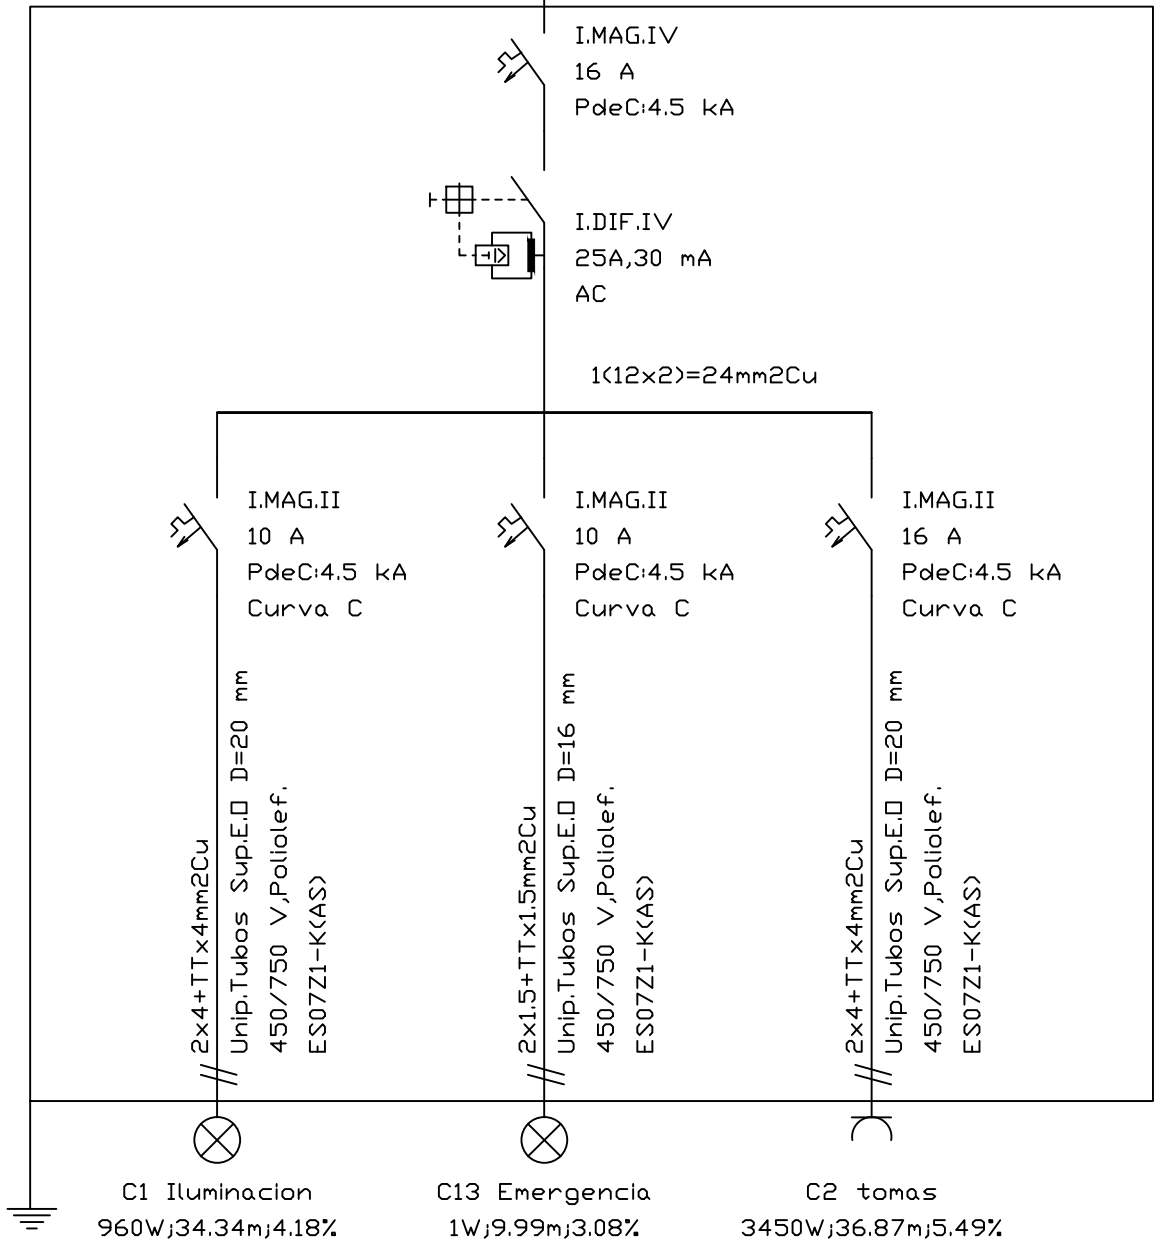 I.MAG.IV
16 A
PdeC:4.5 kA
I.DIF.IV
25A,30 mA
AC
1(12x2)=24mm2Cu
I.MAG.II
10 A
PdeC:4.5 kA
Curva C
I.MAG.II
10 A
PdeC:4.5 kA
Curva C
I.MAG.II
16 A
PdeC:4.5 kA
Curva C
2x4+TTx4mm2Cu
Unip.Tubos Sup.E.O D=20 mm
450/750 V,Poliolef.
ES07Z1-K(AS)
2x1.5+TTx1.5mm2Cu
Unip.Tubos Sup.E.O D=16 mm
450/750 V,Poliolef.
ES07Z1-K(AS)
2x4+TTx4mm2Cu
Unip.Tubos Sup.E.O D=20 mm
450/750 V,Poliolef.
ES07Z1-K(AS)
C1 Iluminacion
960W;34.34m;4.18%
C13 Emergencia
1W;9.99m;3.08%
C2 tomas
3450W;36.87m;5.49%